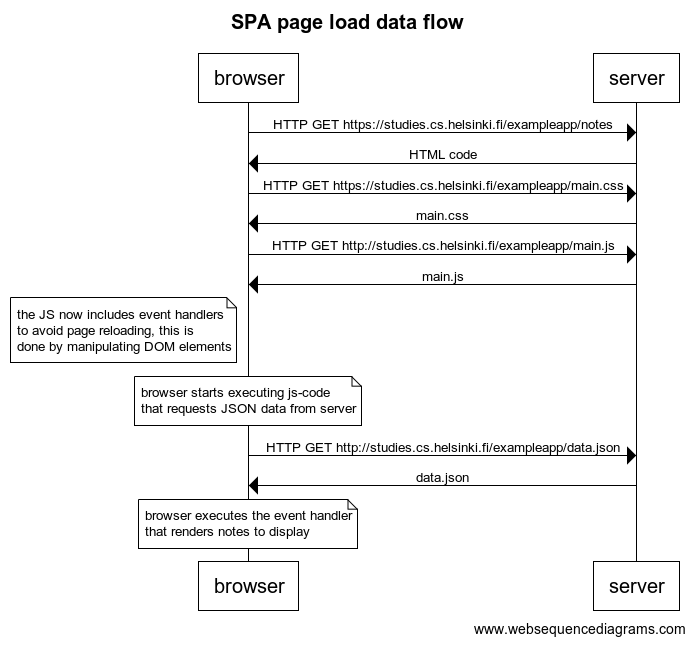 SPA page load data flow
browser
server
HTTP GET https://studies.cs.helsinki.fi/exampleapp/notes
HTML code
HTTP GET https://studies.cs.helsinki.fi/exampleapp/main.css
main.css
HTTP GET http://studies.cs.helsinki.fi/exampleapp/main.js
main.js
the JS now includes event handlers
to avoid page reloading, this is
done by manipulating DOM elements
browser starts executing js-code
that requests JSON data from server
HTTP GET http://studies.cs.helsinki.fi/exampleapp/data.json
data.json
browser executes the event handler
that renders notes to display
browser
server
www.websequencediagrams.com